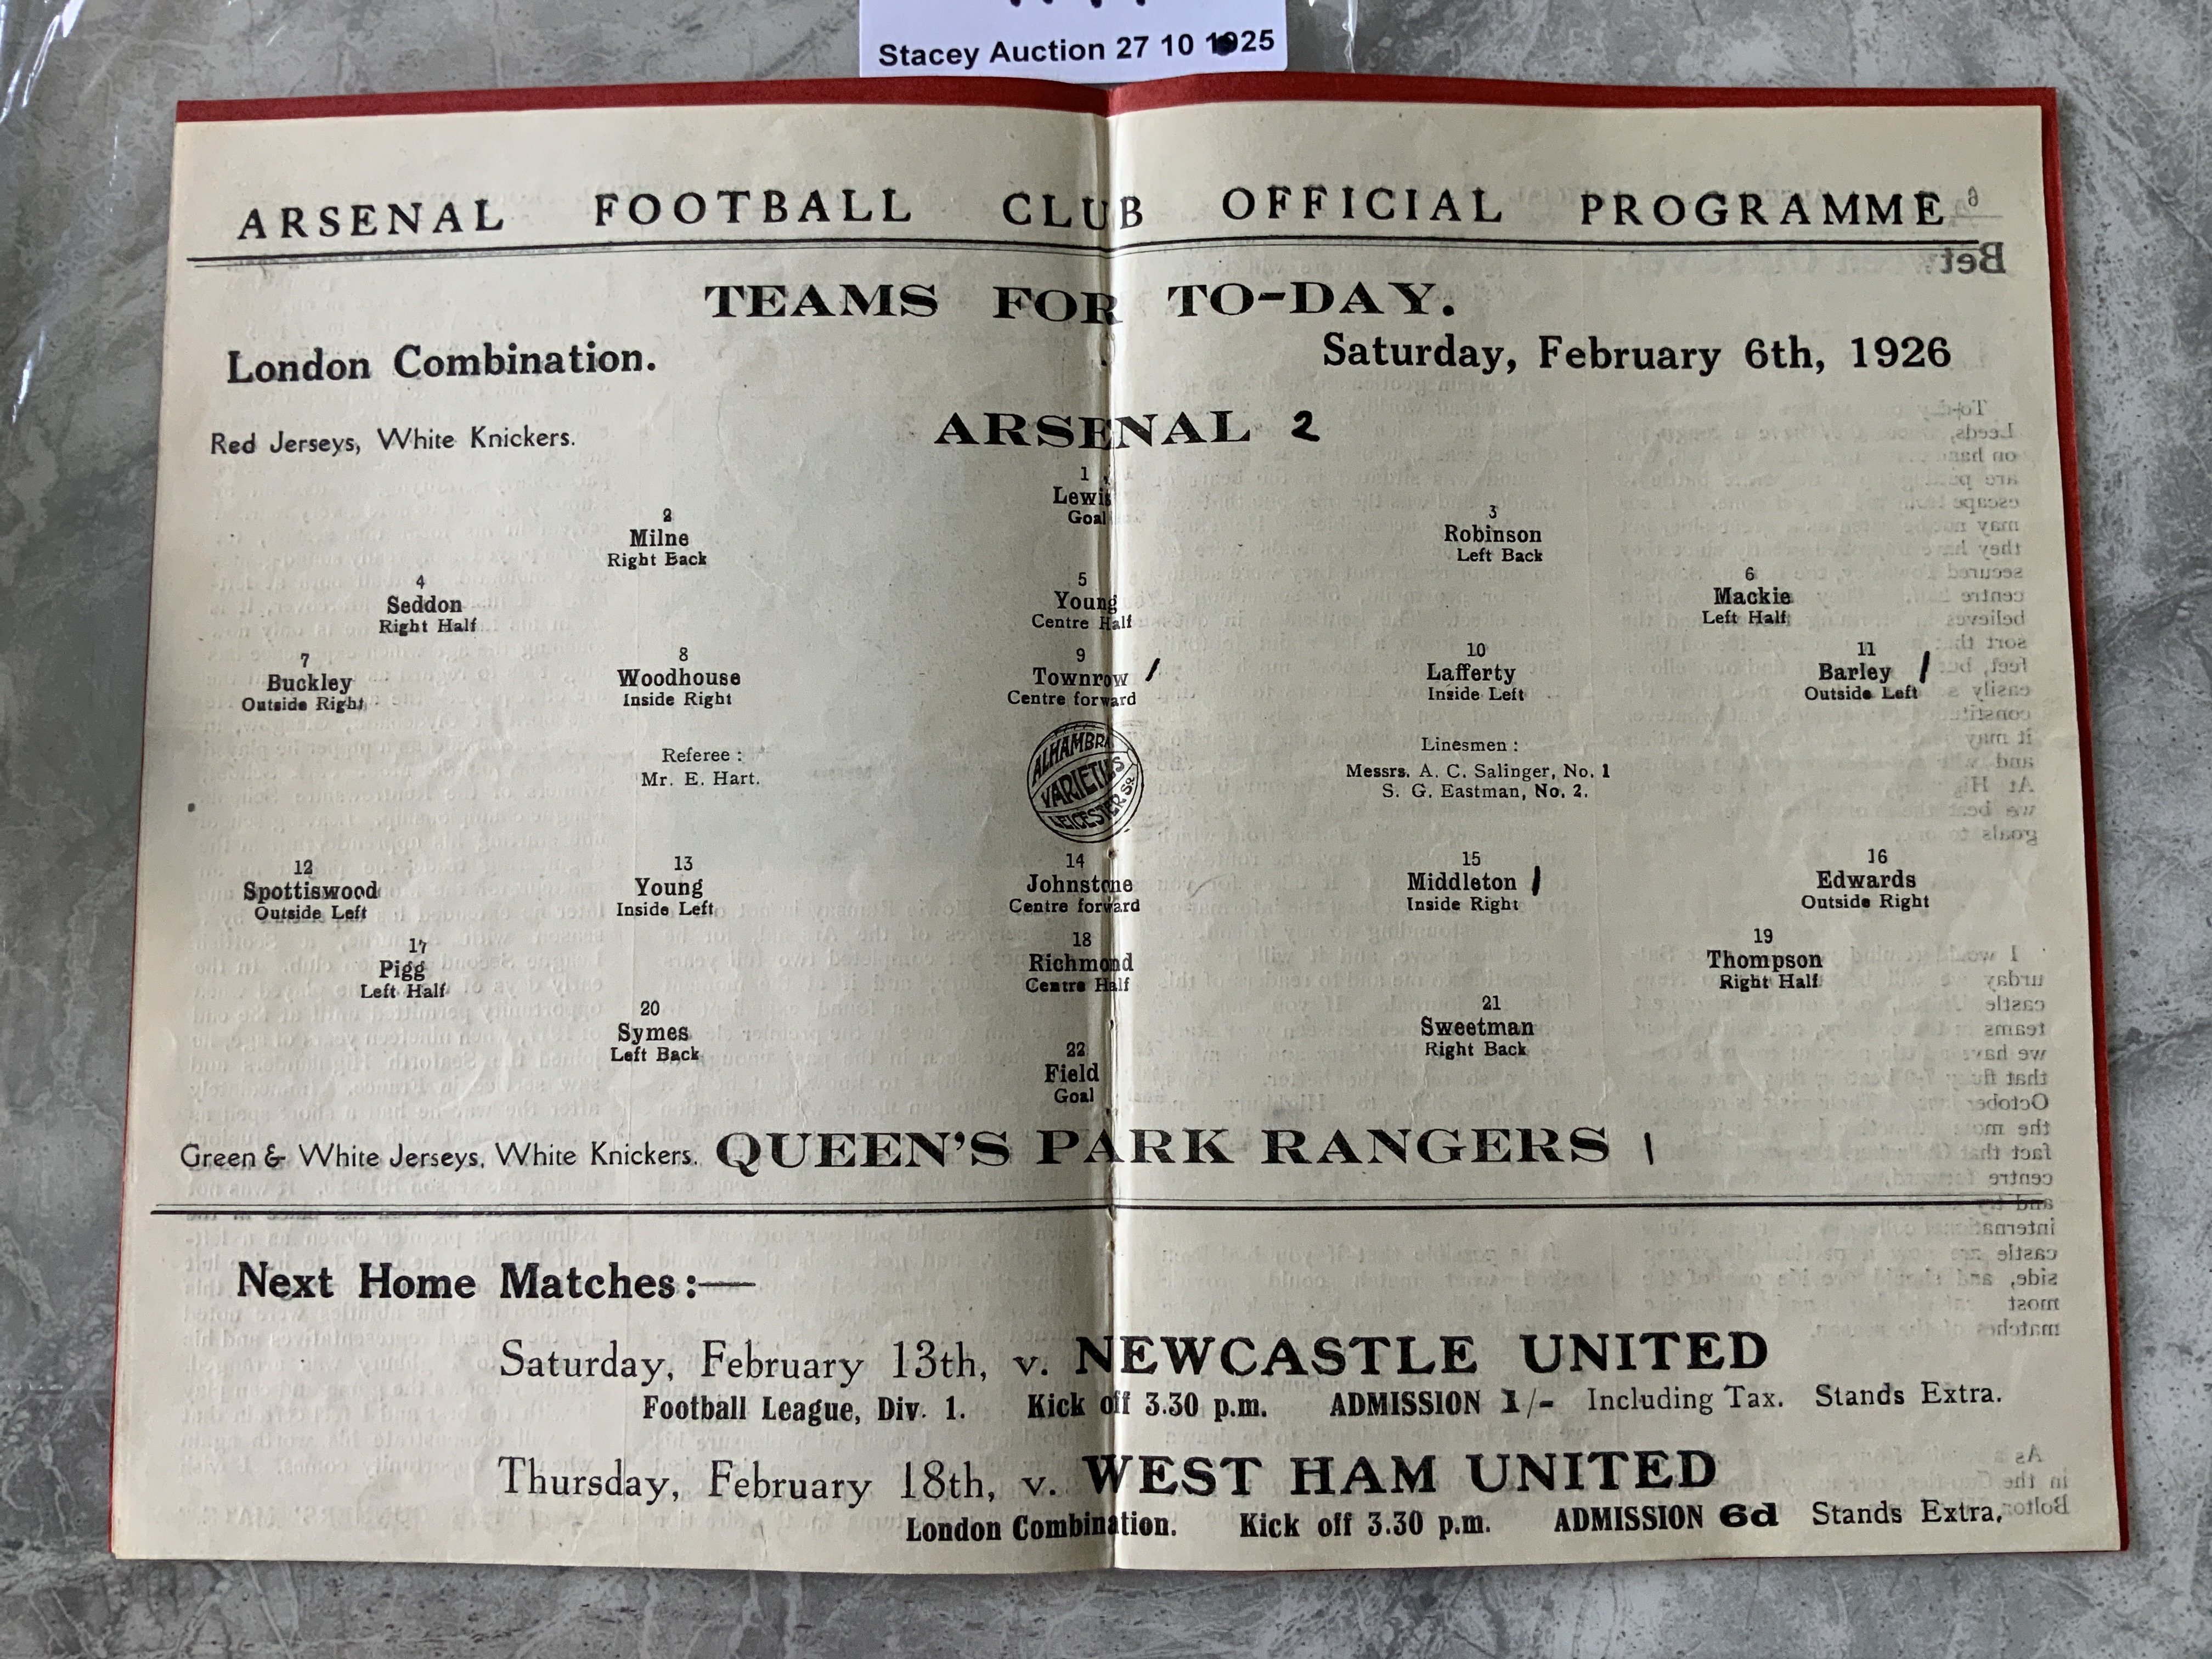 Stacey Auction 27 10 1925
ARSENAL FOOTBALL CLUB OFFICIAL PROGRAMME
TEAMS FOR TO-DAY.
London Combination. Saturday, February 6th, 1926
Red Jerseys, White Knickers. ARSENAL 2
1
Lewis
Goal
2 3
Milne Robinson
Right Back Left Back
4 5 6
Seddon Young Mackie
Right Half Centre Half Left Half
7 8 9 10 11
Buckley Woodhouse Townrow / Lafferty Barley /
Outside Right Inside Right Centre forward Inside Left Outside Left
Referee : Linesmen :
Mr. E. Hart. Messrs. A. C. Salinger, No. 1
S. G. Eastman, No. 2.
ALHAMBRA
VARIETIES
LEICESTER SQ.
12 13 14 15 16
Spottiswood Young Johnstone Middleton / Edwards
Outside Left Inside Left Centre forward Inside Right Outside Right
17 18 19
Pigg Richmond Thompson
Left Half Centre Half Right Half
20 21
Symes Sweetman
Left Back Right Back
22
Field
Goal
Green & White Jerseys, White Knickers. QUEEN'S PARK RANGERS 1
Next Home Matches:—
Saturday, February 13th, v. NEWCASTLE UNITED
Football League, Div. 1. Kick off 3.30 p.m. ADMISSION 1/- Including Tax. Stands Extra.
Thursday, February 18th, v. WEST HAM UNITED
London Combination. Kick off 3.30 p.m. ADMISSION 6d Stands Extra.